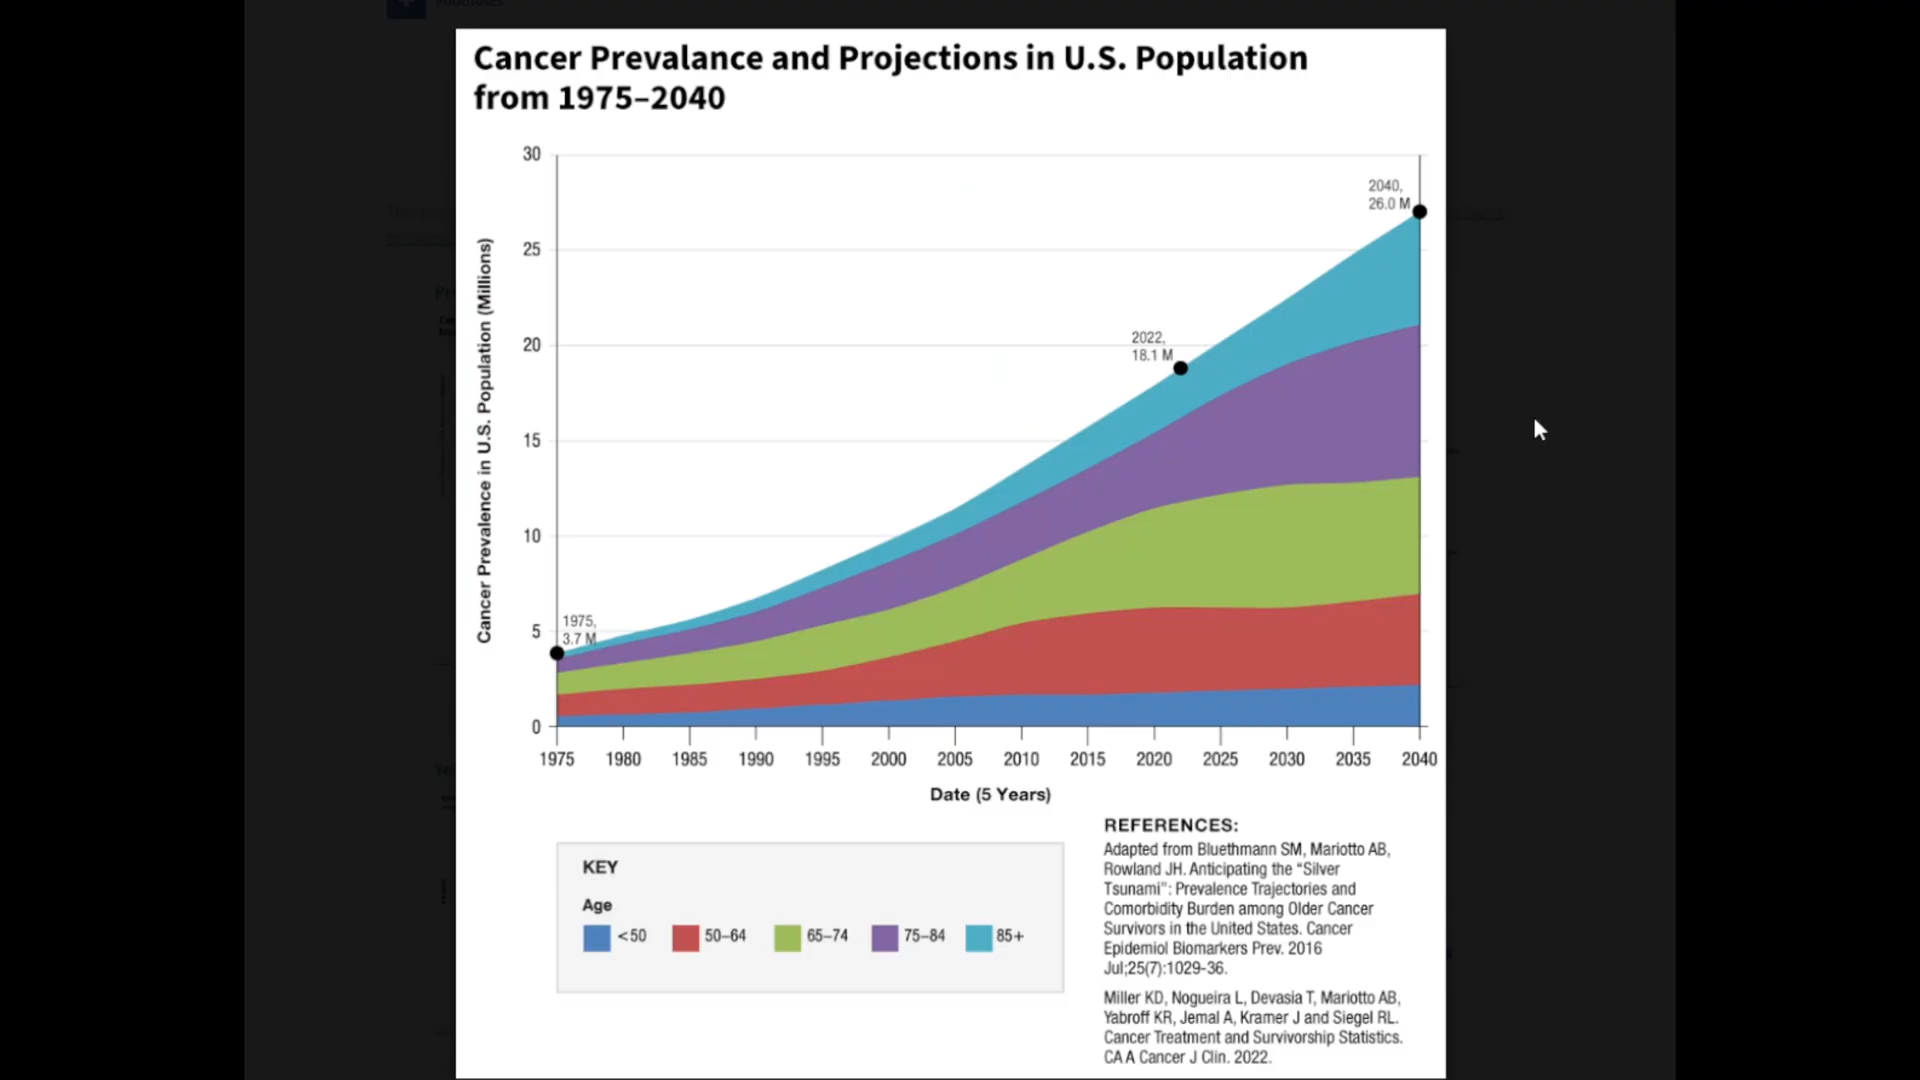 Cancer Prevalance and Projections in U.S. Population
from 1975–2040
Cancer Prevalence in U.S. Population (Millions)
30
25
20
15
10
5
0
2040,
26.0 M
2022,
18.1 M
1975,
3.7 M
1975 1980 1985 1990 1995 2000 2005 2010 2015 2020 2025 2030 2035 2040
Date (5 Years)
KEY
Age
<50 50–64 65–74 75–84 85+
REFERENCES:
Adapted from Bluethmann SM, Mariotto AB,
Rowland JH. Anticipating the “Silver
Tsunami”: Prevalence Trajectories and
Comorbidity Burden among Older Cancer
Survivors in the United States. Cancer
Epidemiol Biomarkers Prev. 2016
Jul;25(7):1029-36.
Miller KD, Nogueira L, Devasia T, Mariotto AB,
Yabroff KR, Jemal A, Kramer J and Siegel RL.
Cancer Treatment and Survivorship Statistics.
CA A Cancer J Clin. 2022.